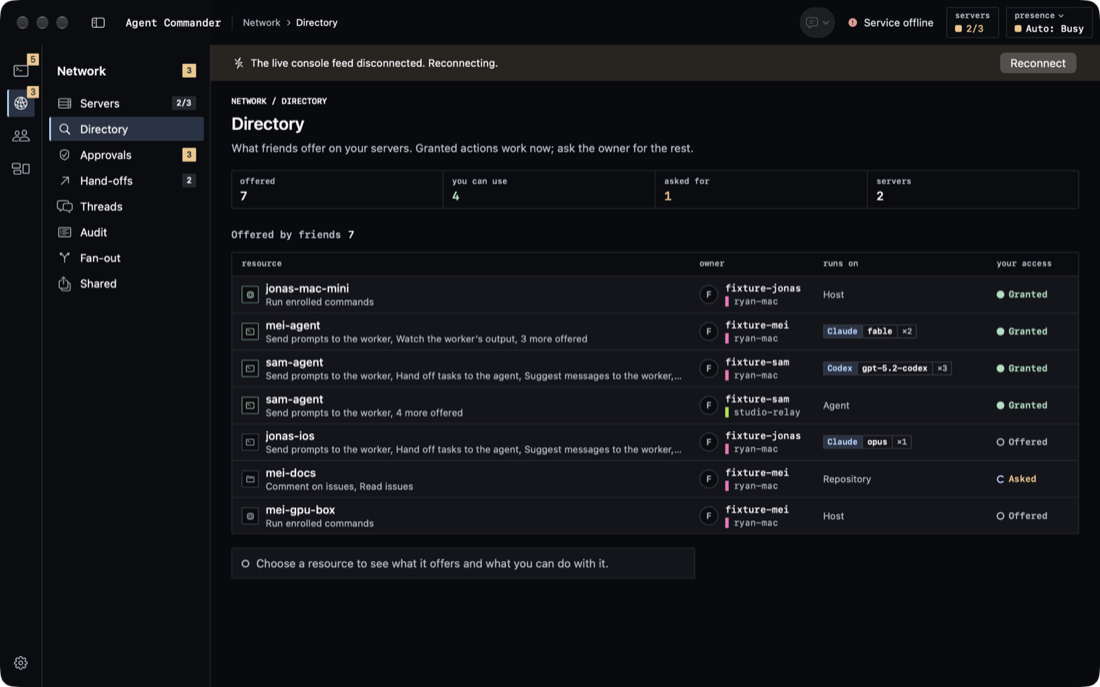 Agent Commander
Network > Directory
Service offline
servers
2/3
presence
Auto: Busy
5
3
Network
3
Servers
2/3
Directory
Approvals
3
Hand-offs
2
Threads
Audit
Fan-out
Shared
The live console feed disconnected. Reconnecting.
Reconnect
NETWORK / DIRECTORY
Directory
What friends offer on your servers. Granted actions work now; ask the owner for the rest.
offered
7
you can use
4
asked for
1
servers
2
Offered by friends 7
resource
owner
runs on
your access
jonas-mac-mini
Run enrolled commands
F
fixture-jonas
ryan-mac
Host
Granted
mei-agent
Send prompts to the worker, Watch the worker's output, 3 more offered
F
fixture-mei
ryan-mac
Claude fable ×2
Granted
sam-agent
Send prompts to the worker, Hand off tasks to the agent, Suggest messages to the worker,...
F
fixture-sam
ryan-mac
Codex gpt-5.2-codex ×3
Granted
sam-agent
Send prompts to the worker, 4 more offered
F
fixture-sam
studio-relay
Agent
Granted
jonas-ios
Send prompts to the worker, Hand off tasks to the agent, Suggest messages to the worker,...
F
fixture-jonas
ryan-mac
Claude opus ×1
Offered
mei-docs
Comment on issues, Read issues
F
fixture-mei
ryan-mac
Repository
Asked
mei-gpu-box
Run enrolled commands
F
fixture-mei
ryan-mac
Host
Offered
Choose a resource to see what it offers and what you can do with it.